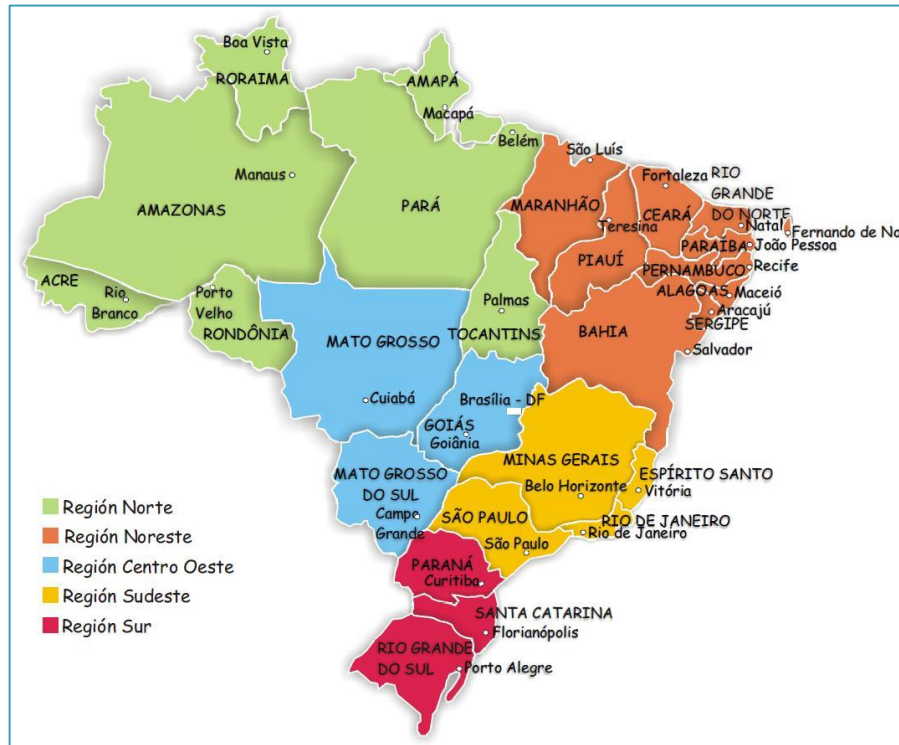 Boa Vista
RORAIMA
AMAPÁ
Macapá
Belém
São Luís
Fortaleza
RIO
GRANDE
DO NORTE
Natal
Fernando de No
Manaus
AMAZONAS
PARÁ
MARANHÃO
CEARÁ
Teresina
PARAÍBA
João Pessoa
PIAUÍ
PERNAMBUCO
Recife
ACRE
Rio
Branco
Porto
Velho
RONDÔNIA
Palmas
TOCANTINS
ALAGOAS
Maceió
Aracajú
SERGIPE
BAHIA
Salvador
MATO GROSSO
Cuiabá
Brasília - DF
GOIÁS
Goiânia
MINAS GERAIS
Belo Horizonte
ESPÍRITO SANTO
Vitória
MATO GROSSO
DO SUL
Campo
Grande
SÃO PAULO
São Paulo
RIO DE JANEIRO
Rio de Janeiro
PARANÁ
Curitiba
SANTA CATARINA
Florianópolis
RIO GRANDE
DO SUL
Porto Alegre
Región Norte
Región Noreste
Región Centro Oeste
Región Sudeste
Región Sur